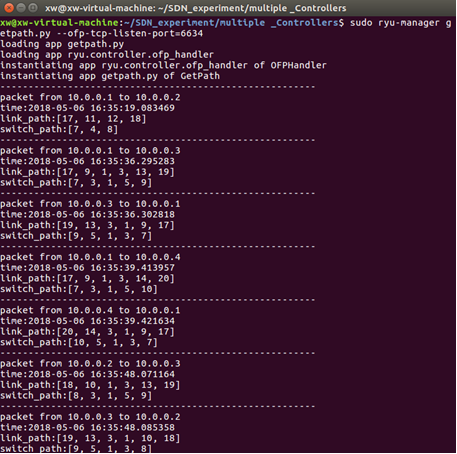 xw@xw-virtual-machine: ~/SDN_experiment/multiple _Controllers
xw@xw-virtual-machine:~/SDN_experiment/multiple _Controllers$ sudo ryu-manager g
etpath.py --ofp-tcp-listen-port=6634
loading app getpath.py
loading app ryu.controller.ofp_handler
instantiating app ryu.controller.ofp_handler of OFPHandler
instantiating app getpath.py of GetPath
------------------------------------------------------------
packet from 10.0.0.1 to 10.0.0.2
time:2018-05-06 16:35:19.083469
link_path:[17, 11, 12, 18]
switch_path:[7, 4, 8]
------------------------------------------------------------
packet from 10.0.0.1 to 10.0.0.3
time:2018-05-06 16:35:36.295283
link_path:[17, 9, 1, 3, 13, 19]
switch_path:[7, 3, 1, 5, 9]
------------------------------------------------------------
packet from 10.0.0.3 to 10.0.0.1
time:2018-05-06 16:35:36.302818
link_path:[19, 13, 3, 1, 9, 17]
switch_path:[9, 5, 1, 3, 7]
------------------------------------------------------------
packet from 10.0.0.1 to 10.0.0.4
time:2018-05-06 16:35:39.413957
link_path:[17, 9, 1, 3, 14, 20]
switch_path:[7, 3, 1, 5, 10]
------------------------------------------------------------
packet from 10.0.0.4 to 10.0.0.1
time:2018-05-06 16:35:39.421634
link_path:[20, 14, 3, 1, 9, 17]
switch_path:[10, 5, 1, 3, 7]
------------------------------------------------------------
packet from 10.0.0.2 to 10.0.0.3
time:2018-05-06 16:35:48.071164
link_path:[18, 10, 1, 3, 13, 19]
switch_path:[8, 3, 1, 5, 9]
------------------------------------------------------------
packet from 10.0.0.3 to 10.0.0.2
time:2018-05-06 16:35:48.085358
link_path:[19, 13, 3, 1, 10, 18]
switch_path:[9, 5, 1, 3, 8]